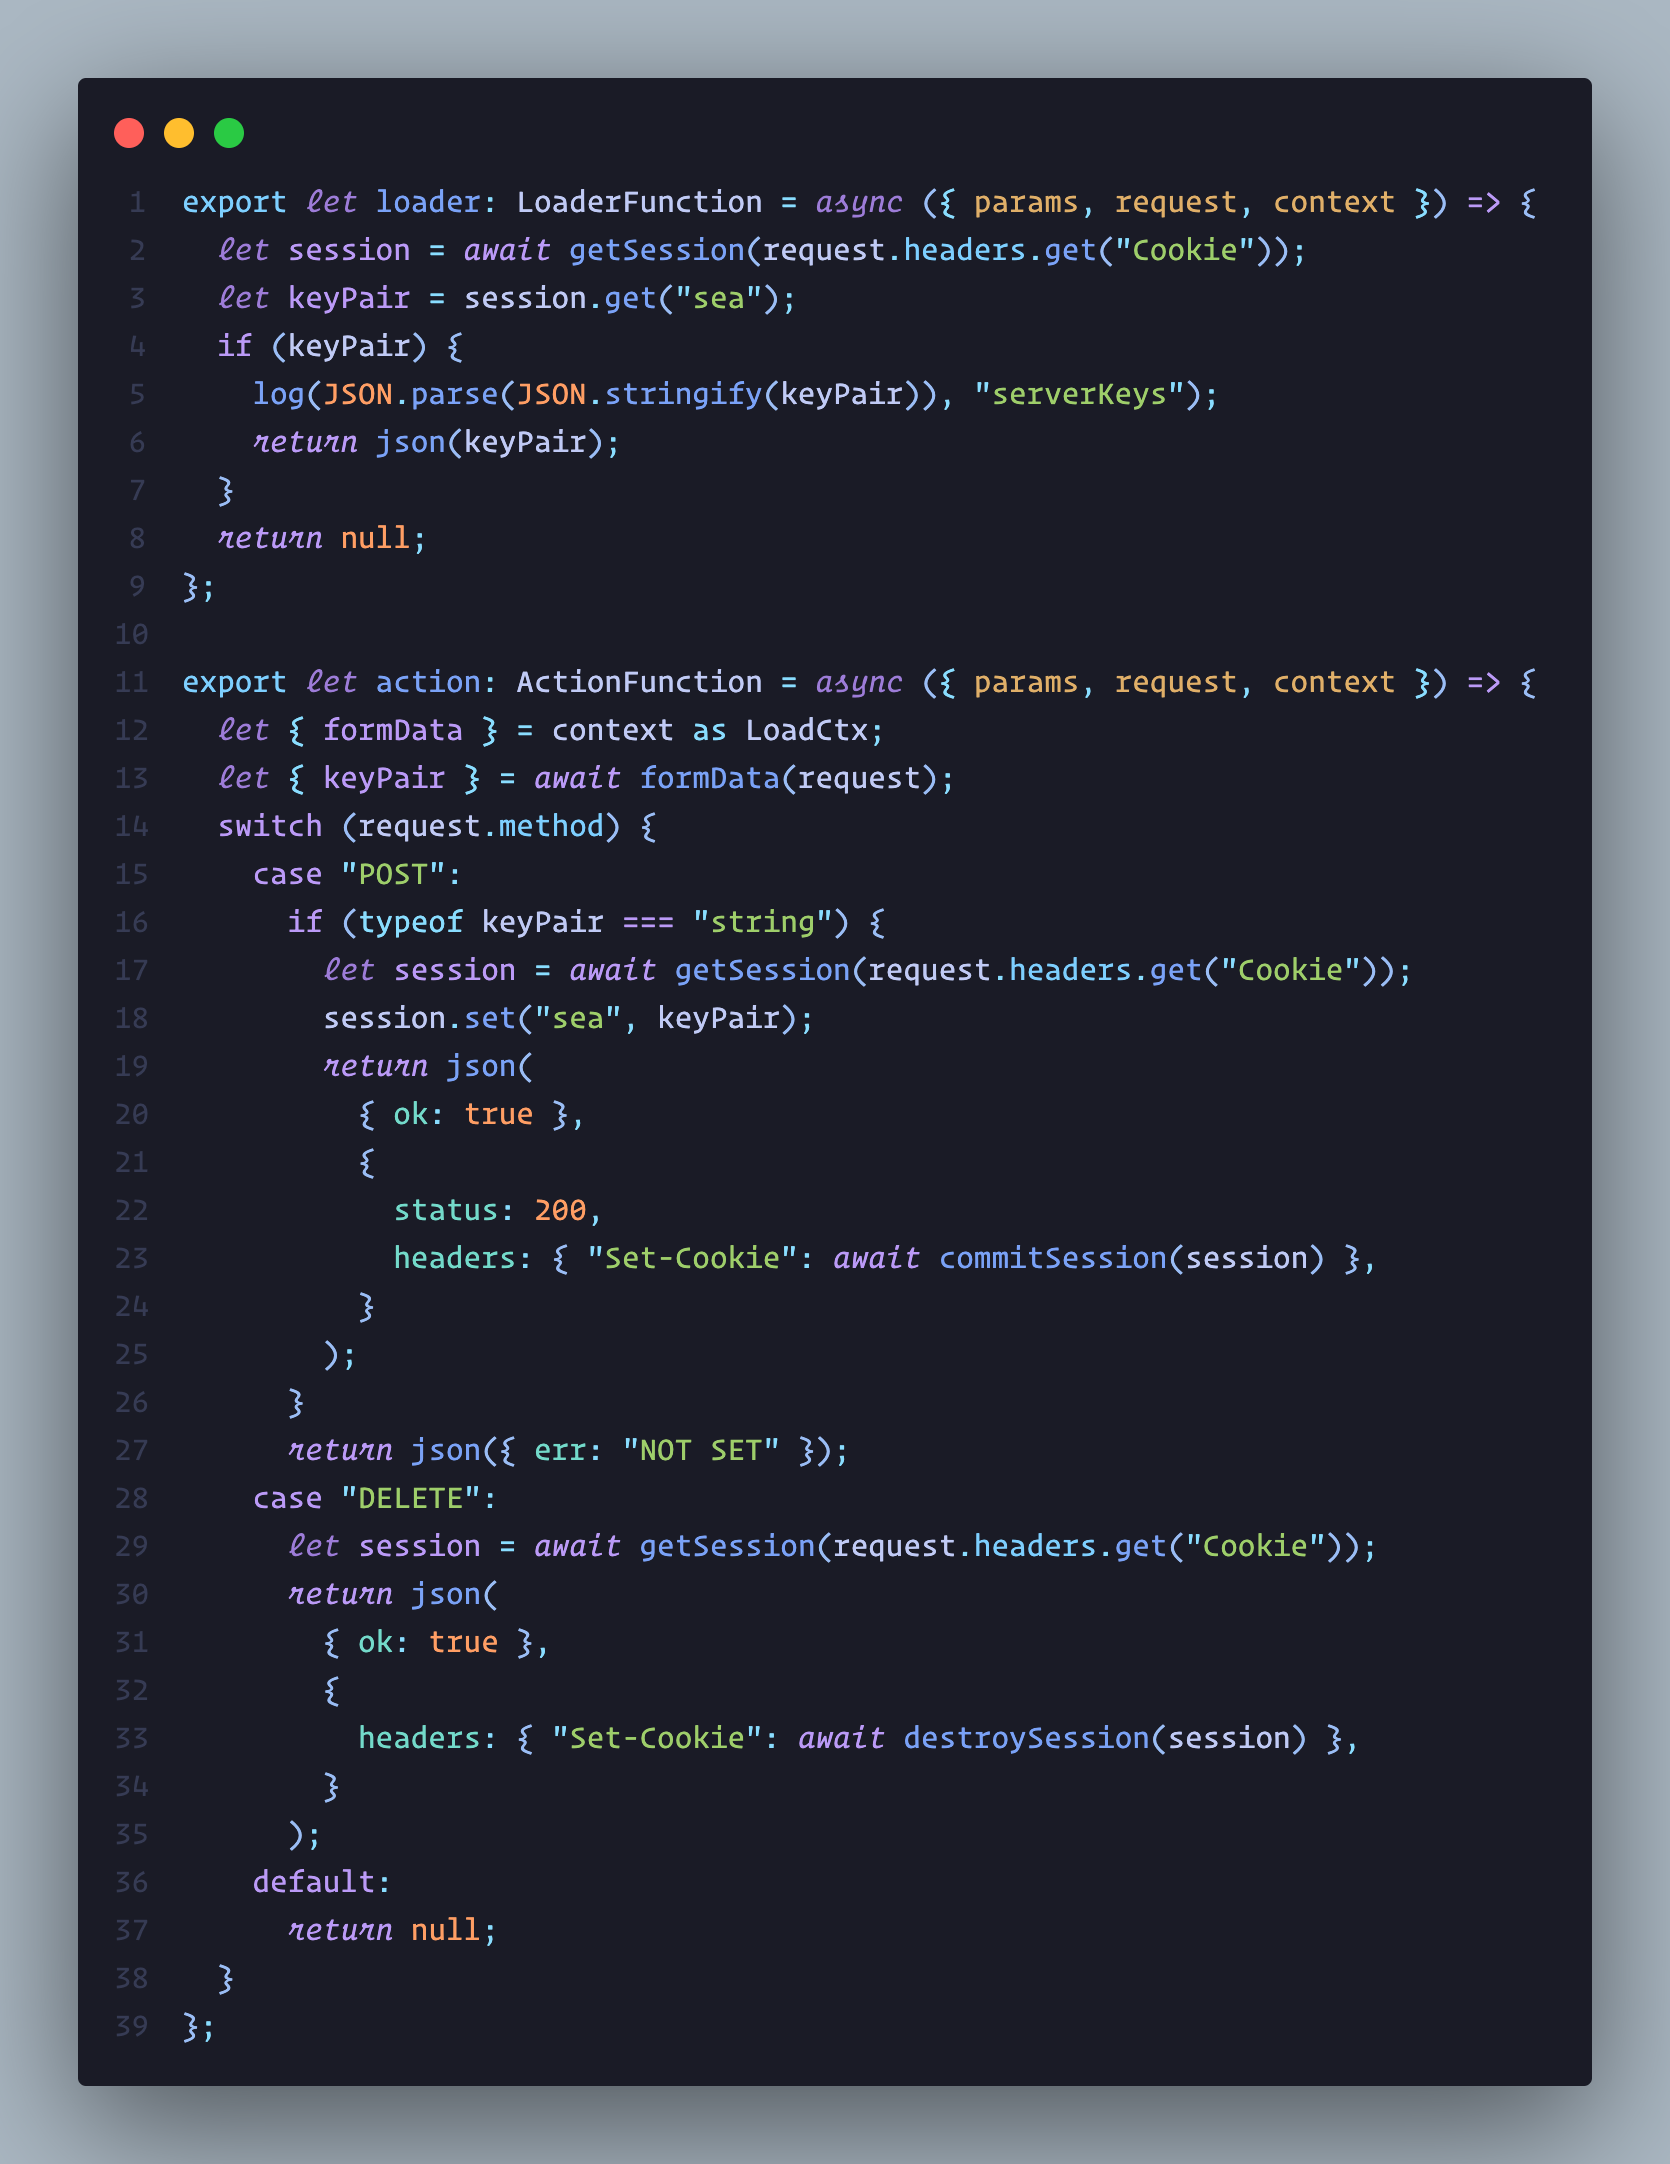 1 export let loader: LoaderFunction = async ({ params, request, context }) => {
2   let session = await getSession(request.headers.get("Cookie"));
3   let keyPair = session.get("sea");
4   if (keyPair) {
5     log(JSON.parse(JSON.stringify(keyPair)), "serverKeys");
6     return json(keyPair);
7   }
8   return null;
9 };
10
11 export let action: ActionFunction = async ({ params, request, context }) => {
12   let { formData } = context as LoadCtx;
13   let { keyPair } = await formData(request);
14   switch (request.method) {
15     case "POST":
16       if (typeof keyPair === "string") {
17         let session = await getSession(request.headers.get("Cookie"));
18         session.set("sea", keyPair);
19         return json(
20           { ok: true },
21           {
22             status: 200,
23             headers: { "Set-Cookie": await commitSession(session) },
24           }
25         );
26       }
27       return json({ err: "NOT SET" });
28     case "DELETE":
29       let session = await getSession(request.headers.get("Cookie"));
30       return json(
31         { ok: true },
32         {
33           headers: { "Set-Cookie": await destroySession(session) },
34         }
35       );
36     default:
37       return null;
38   }
39 };